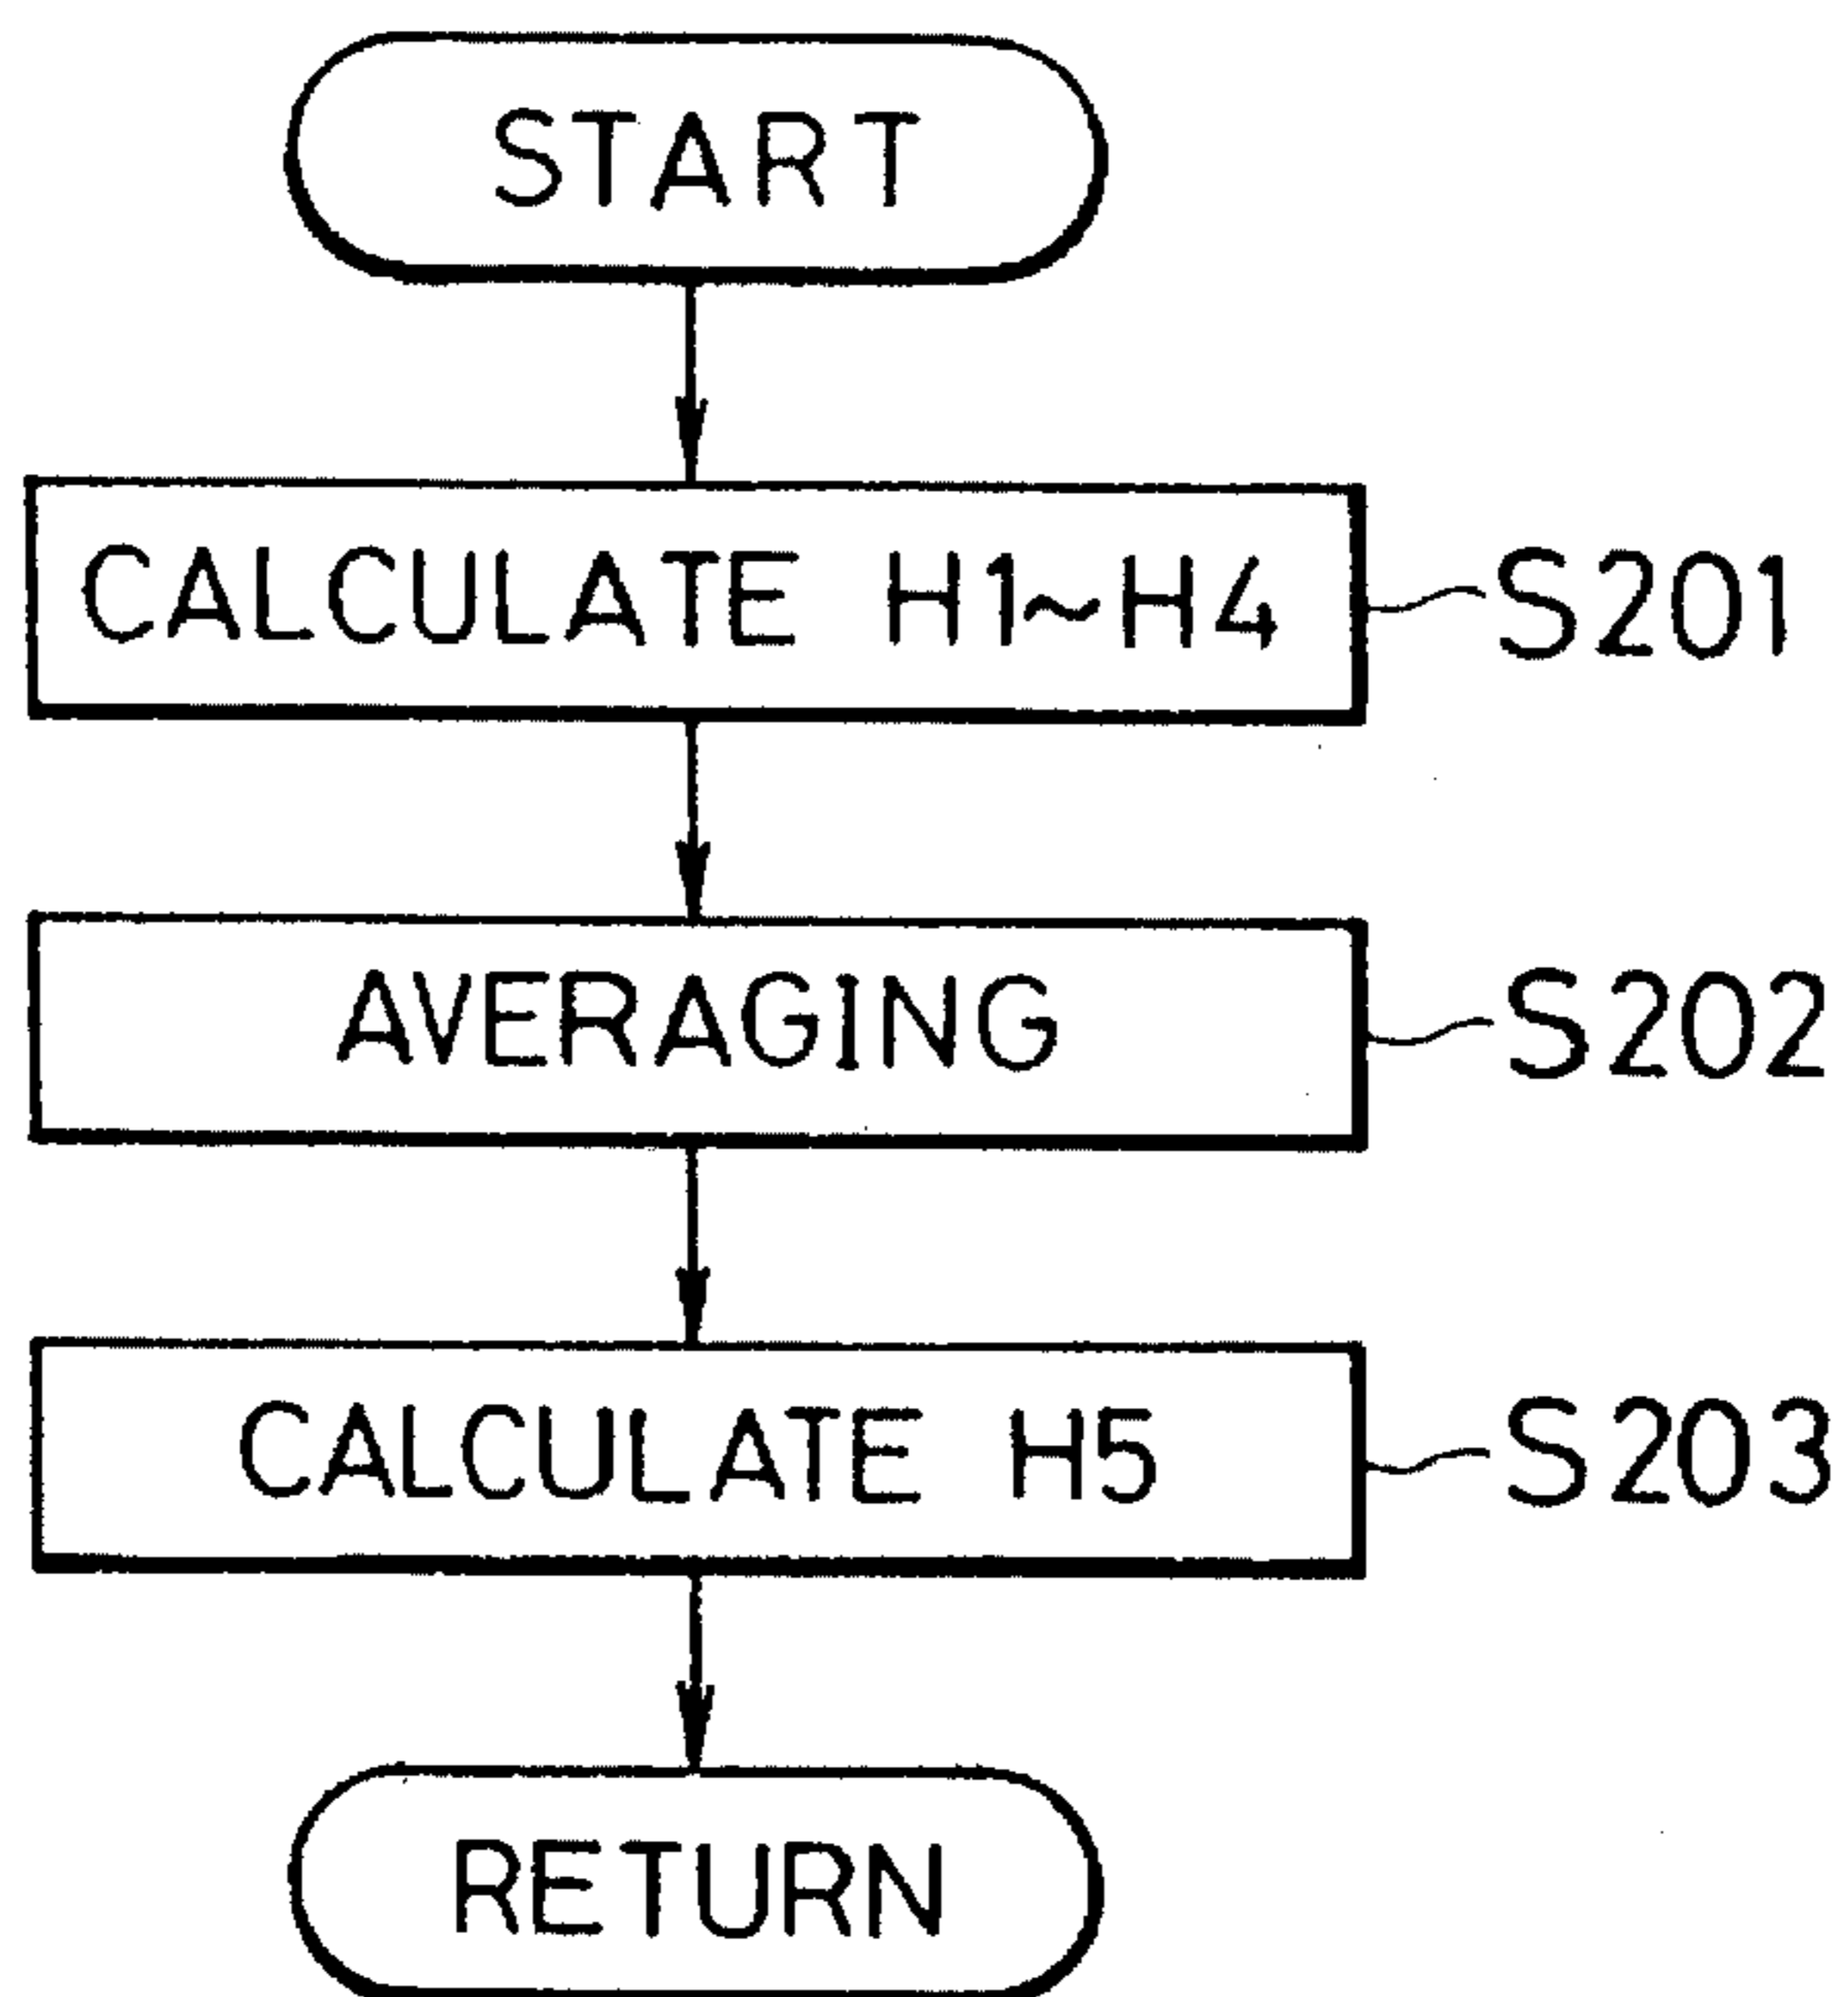 START
CALCULATE H1~H4
S201
AVERAGING
S202
CALCULATE H5
S203
RETURN